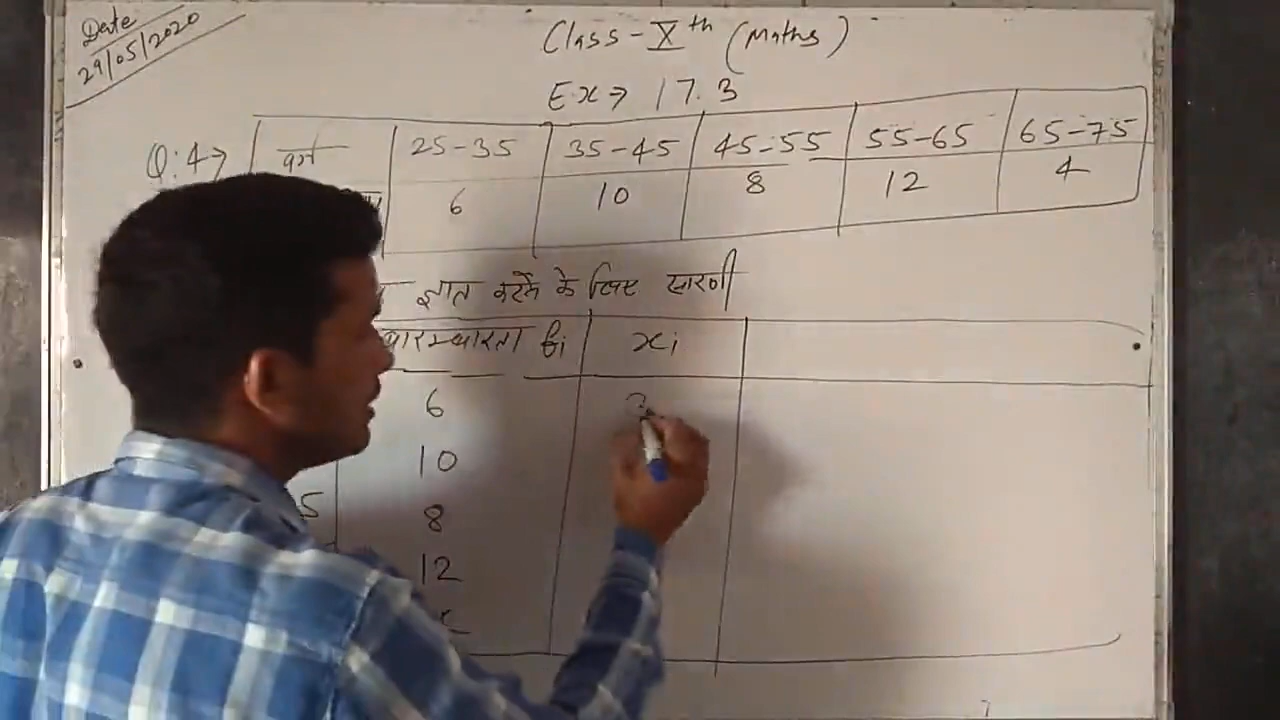 Date
29/05/2020
Class - Xth (Maths)
Ex → 17.3
Q.4→ वर्ग 25-35 35-45 45-55 55-65 65-75
6 10 8 12 4
ज्ञात करने के लिए सारणी
बारम्बारता fi xi
6
10
5 8
12